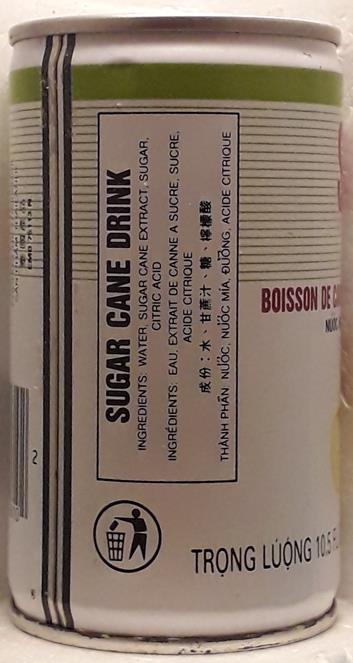 SUGAR CANE DRINK
INGREDIENTS: WATER, SUGAR CANE EXTRACT, SUGAR,
CITRIC ACID
INGRÉDIENTS: EAU, EXTRAIT DE CANNE A SUCRE, SUCRE,
ACIDE CITRIQUE
成份：水、甘蔗汁、糖、檸檬酸
THÀNH PHẦN NƯỚC, NƯỚC MÍA, ĐƯỜNG, ACIDE CITRIQUE
BOISSON DE
TRỌNG LƯỢNG 10.5
2